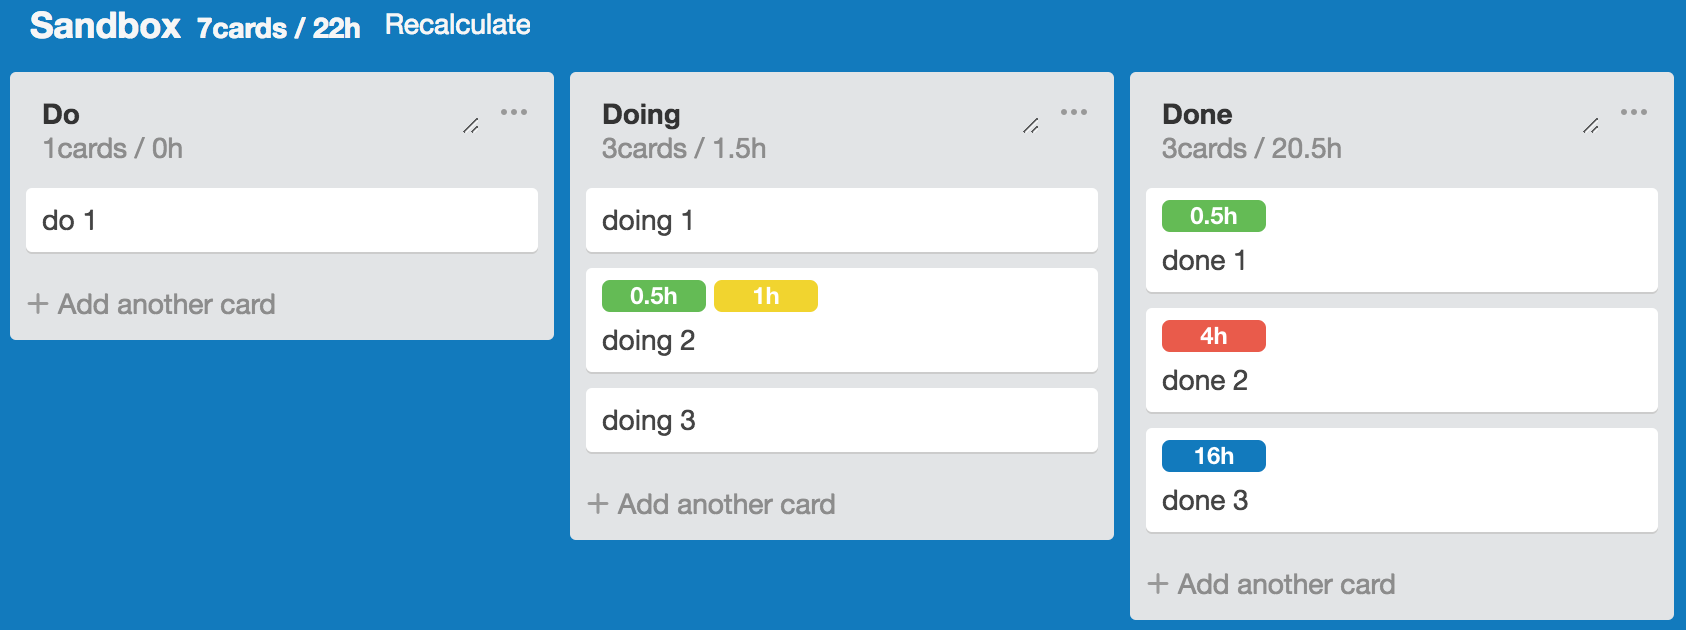 Sandbox 7cards / 22h Recalculate
Do
1cards / 0h
do 1
+ Add another card
Doing
3cards / 1.5h
doing 1
0.5h 1h
doing 2
doing 3
+ Add another card
Done
3cards / 20.5h
0.5h
done 1
4h
done 2
16h
done 3
+ Add another card